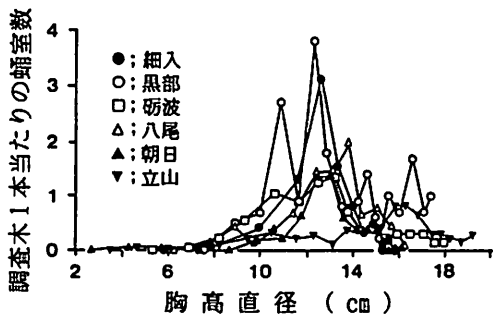 調査木1本当たりの蛹室数
4
3
2
1
0
●;細入
○;黒部
□;砺波
△;八尾
▲;朝日
▼;立山
2 6 10 14 18
胸高直径 (cm)